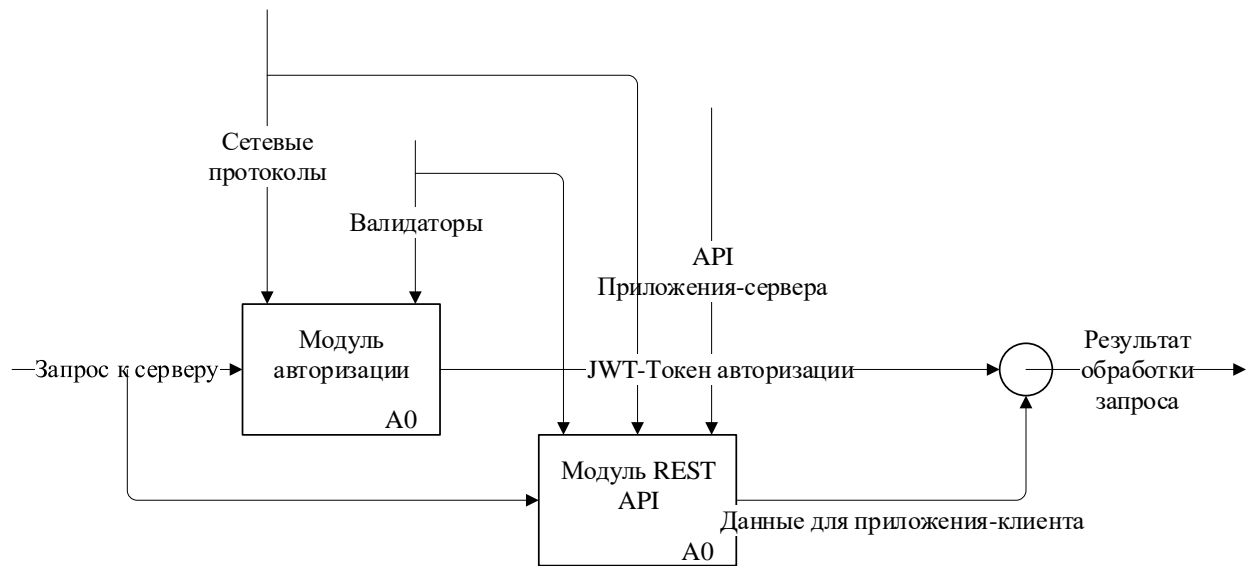 Сетевые
протоколы
Валидаторы
API
Приложения-сервера
Модуль
авторизации
A0
Запрос к серверу
JWT-Токен авторизации
Результат
обработки
запроса
Модуль REST
API
A0
Данные для приложения-клиента